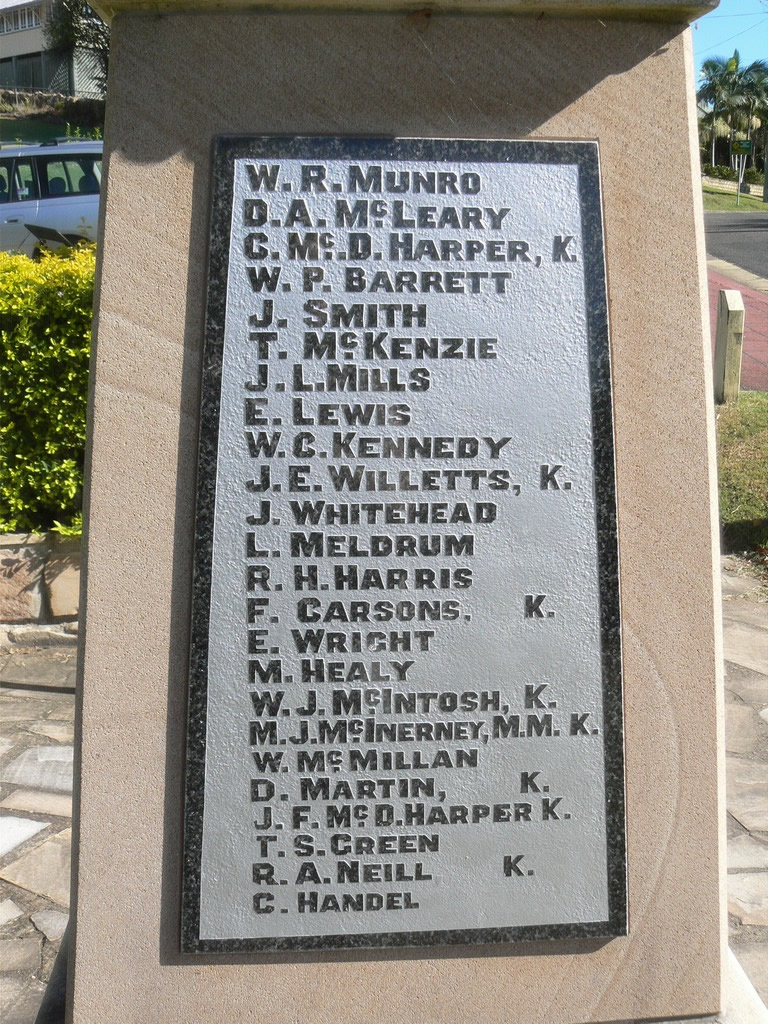 W. R. MUNRO
D. A. McLEARY
C. Mc.D. HARPER, K.
W. P. BARRETT
J. SMITH
T. McKENZIE
J. L. MILLS
E. LEWIS
W. C. KENNEDY
J. E. WILLETTS, K.
J. WHITEHEAD
L. MELDRUM
R. H. HARRIS
F. CARSONS, K.
E. WRIGHT
M. HEALY
W. J. McINTOSH, K.
M. J. McINERNEY, M.M. K.
W. McMILLAN
D. MARTIN, K.
J. F. McD. HARPER K.
T. S. GREEN
R. A. NEILL K.
C. HANDEL